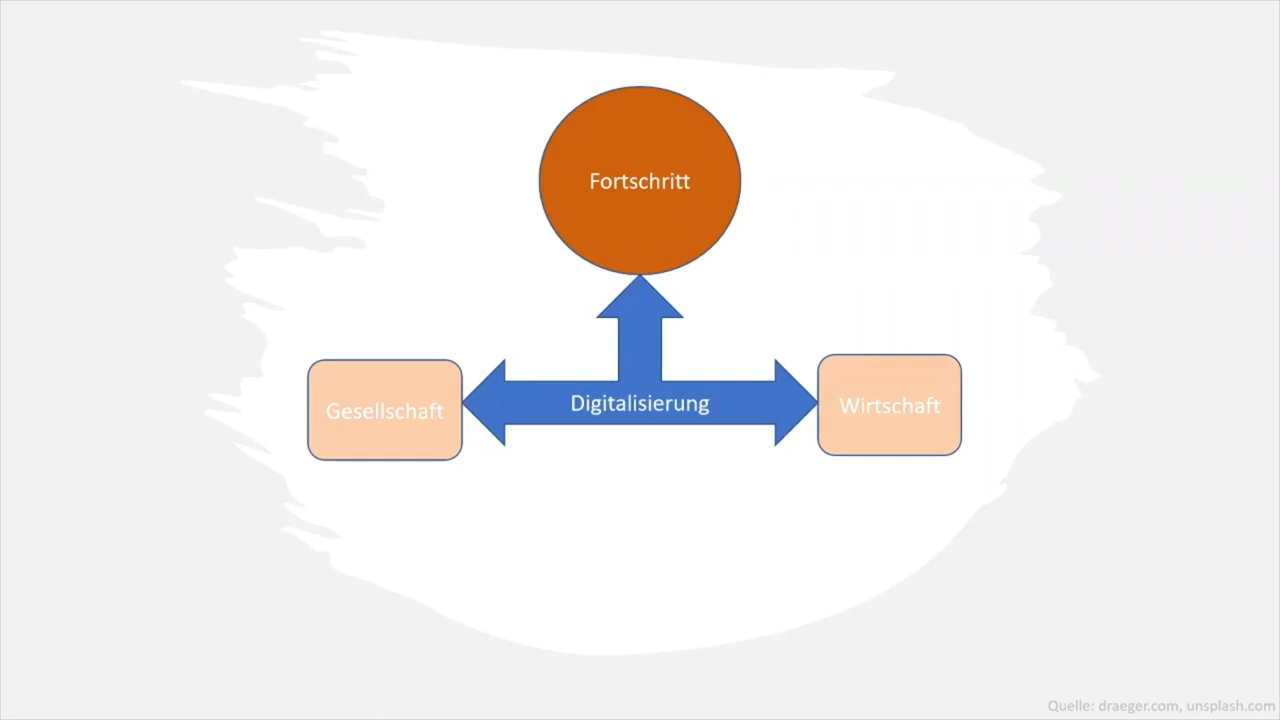 Fortschritt
Gesellschaft
Digitalisierung
Wirtschaft
Quelle: draeger.com, unsplash.com